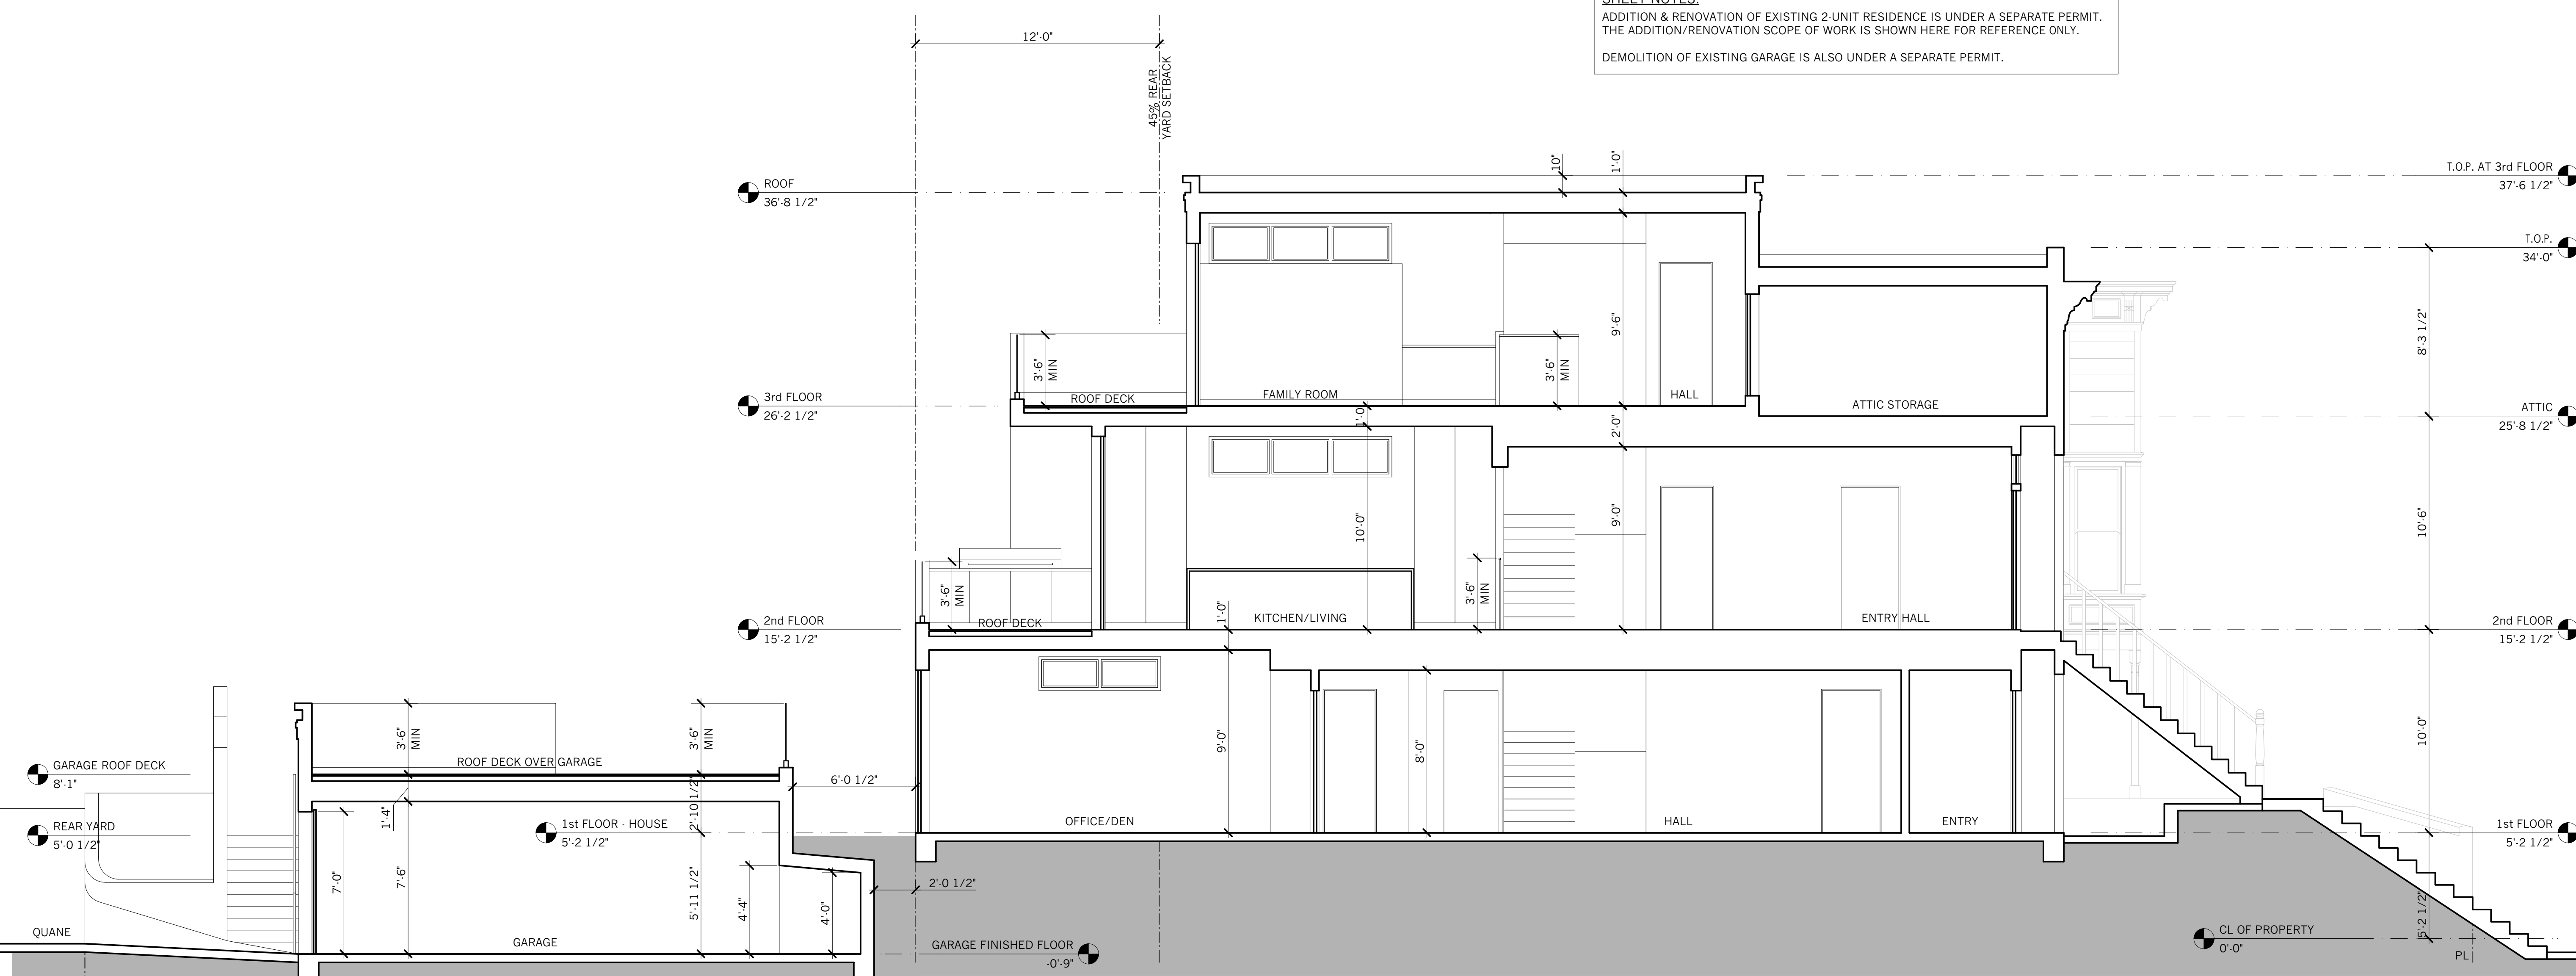 SHEET NOTES:
ADDITION & RENOVATION OF EXISTING 2-UNIT RESIDENCE IS UNDER A SEPARATE PERMIT.
THE ADDITION/RENOVATION SCOPE OF WORK IS SHOWN HERE FOR REFERENCE ONLY.
DEMOLITION OF EXISTING GARAGE IS ALSO UNDER A SEPARATE PERMIT.
12'-0"
45% REAR
YARD SETBACK
ROOF
36'-8 1/2"
10"
1'-0"
T.O.P. AT 3rd FLOOR
37'-6 1/2"
T.O.P.
34'-0"
9'-6"
8'-3 1/2"
3'-6"
MIN
3'-6"
MIN
3rd FLOOR
26'-2 1/2"
ROOF DECK
FAMILY ROOM
HALL
ATTIC STORAGE
ATTIC
25'-8 1/2"
1'-0"
2'-0"
10'-0"
9'-0"
10'-6"
3'-6"
MIN
3'-6"
MIN
2nd FLOOR
15'-2 1/2"
ROOF DECK
1'-0"
KITCHEN/LIVING
ENTRY HALL
2nd FLOOR
15'-2 1/2"
3'-6"
MIN
3'-6"
MIN
9'-0"
8'-0"
10'-0"
GARAGE ROOF DECK
8'-1"
ROOF DECK OVER GARAGE
6'-0 1/2"
1'-4"
2'-10 1/2"
REAR YARD
5'-0 1/2"
1st FLOOR - HOUSE
5'-2 1/2"
OFFICE/DEN
HALL
ENTRY
1st FLOOR
5'-2 1/2"
7'-0"
7'-6"
5'-11 1/2"
4'-4"
4'-0"
2'-0 1/2"
5'-2 1/2"
QUANE
GARAGE
GARAGE FINISHED FLOOR
-0'-9"
CL OF PROPERTY
0'-0"
PL